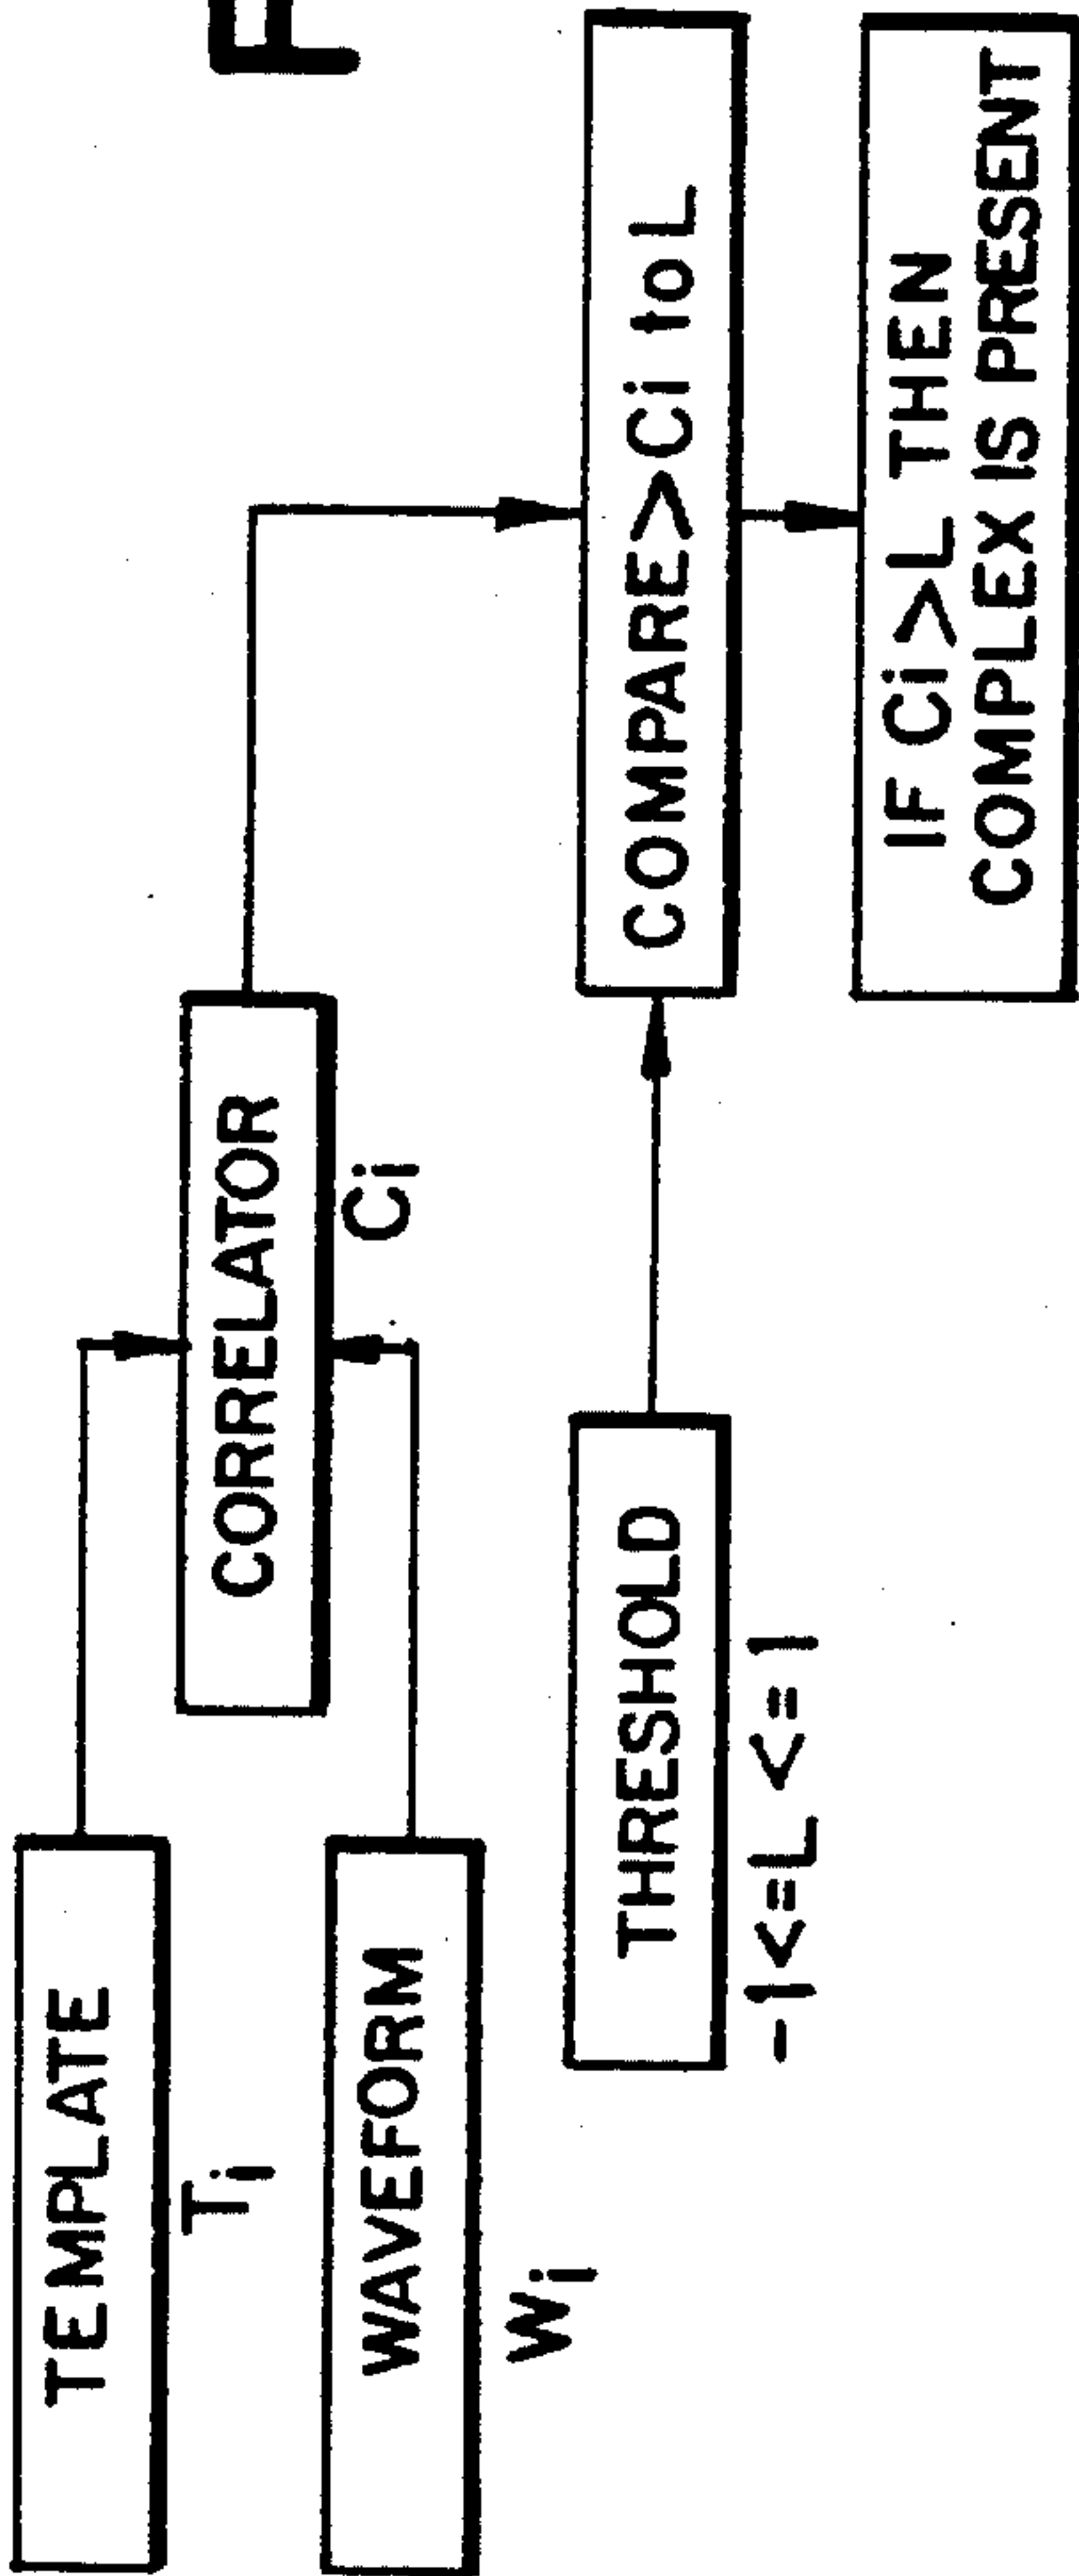 TEMPLATE
Ti
CORRELATOR
Ci
WAVEFORM
Wi
THRESHOLD
-1<=L <= 1
COMPARE>Ci to L
IF Ci>L THEN
COMPLEX IS PRESENT